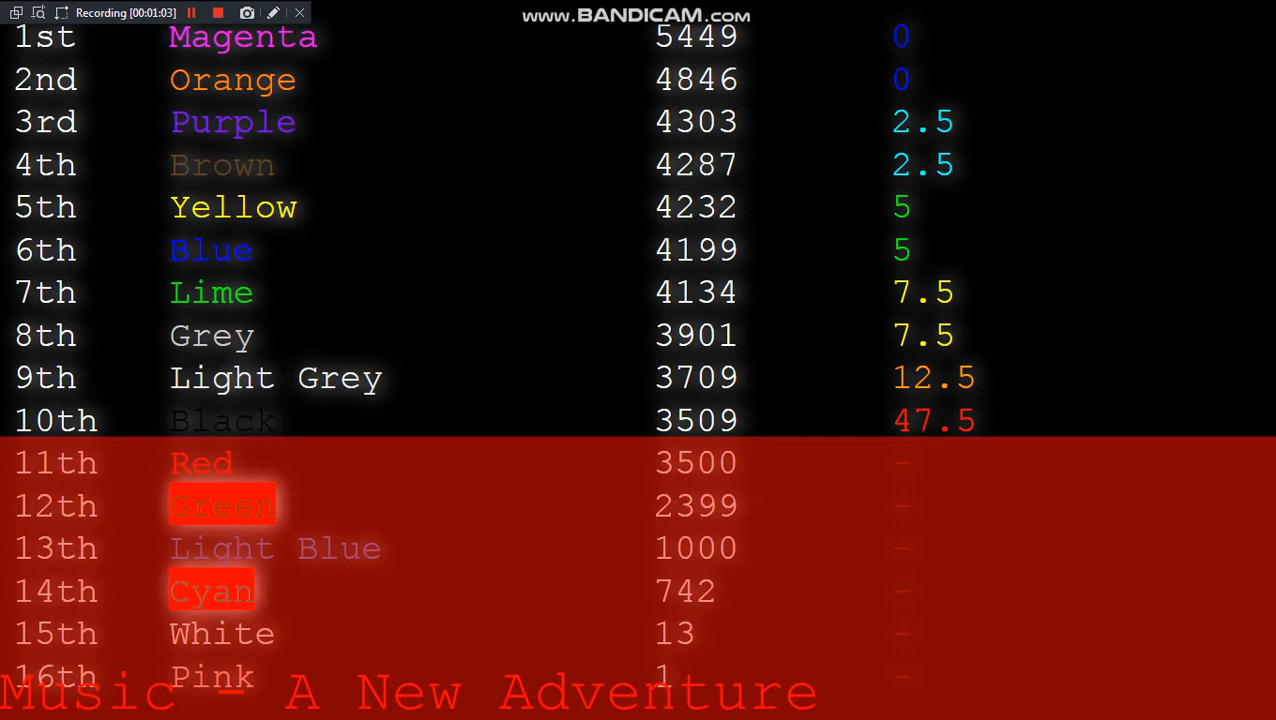 Recording [00:01:03]
www.BANDICAM.com
1st Magenta 5449 0
2nd Orange 4846 0
3rd Purple 4303 2.5
4th Brown 4287 2.5
5th Yellow 4232 5
6th Blue 4199 5
7th Lime 4134 7.5
8th Grey 3901 7.5
9th Light Grey 3709 12.5
10th Black 3509 47.5
11th Red 3500 -
12th Green 2399 -
13th Light Blue 1000 -
14th Cyan 742 -
15th White 13 -
16th Pink 1 -
Music - A New Adventure